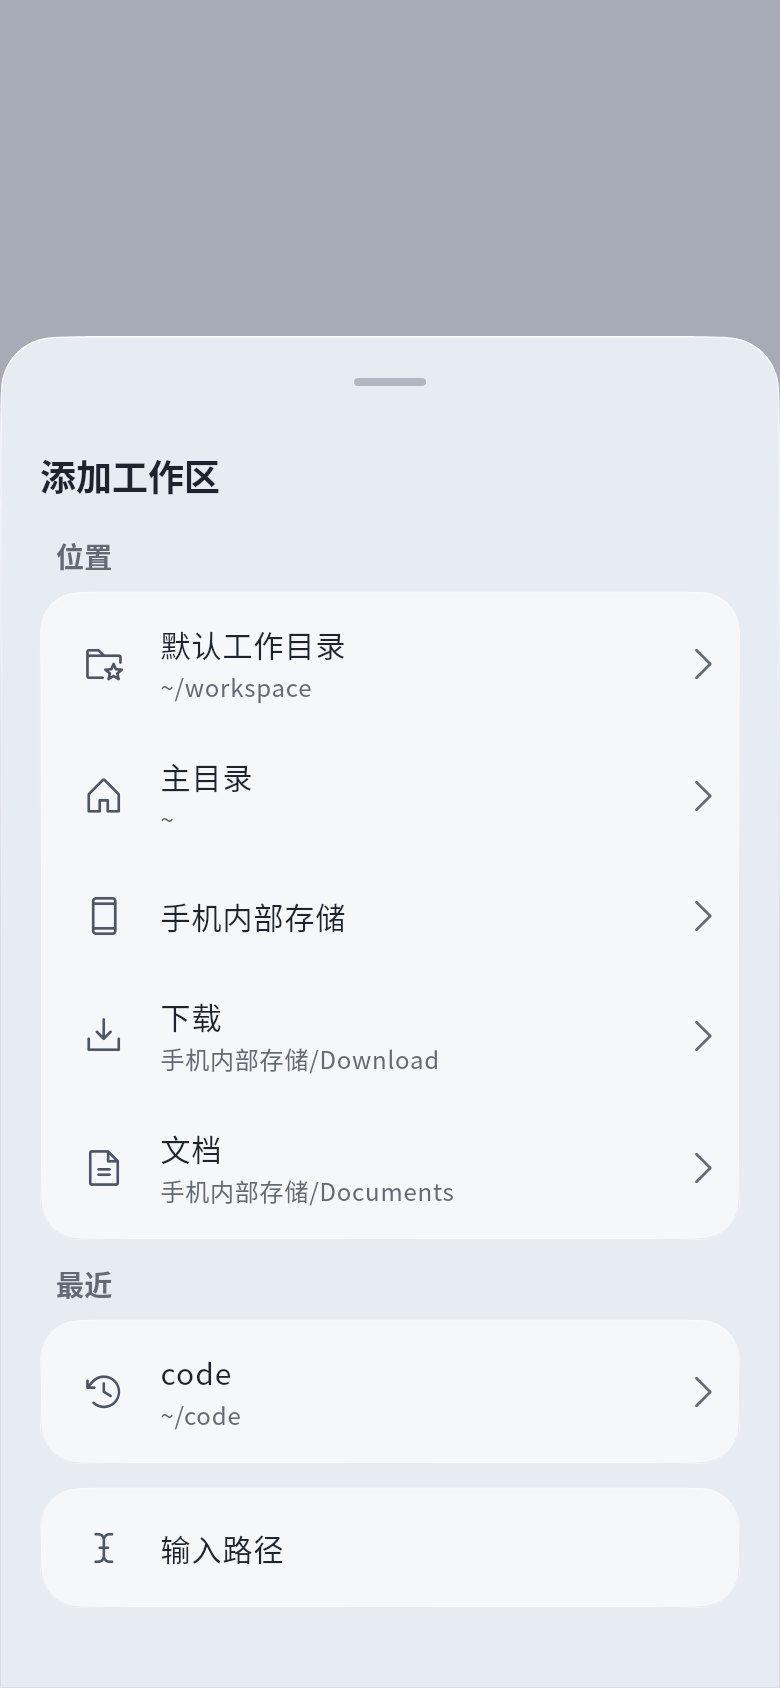 添加工作区
位置
默认工作目录
~/workspace
主目录
~
手机内部存储
下载
手机内部存储/Download
文档
手机内部存储/Documents
最近
code
~/code
输入路径